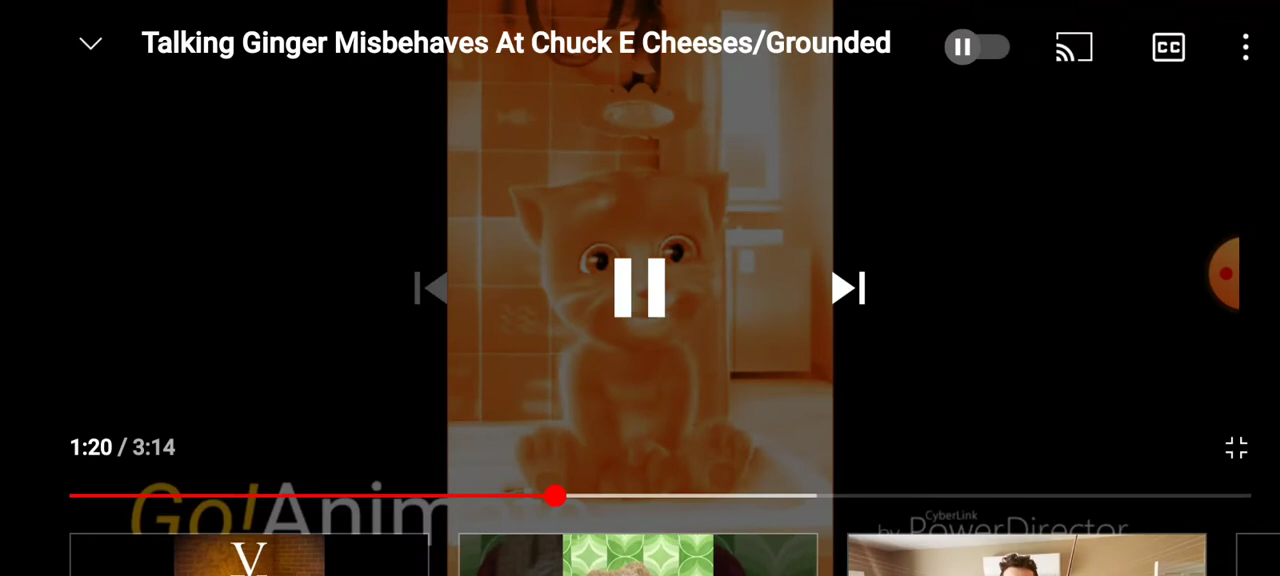 Talking Ginger Misbehaves At Chuck E Cheeses/Grounded
CC
1:20 / 3:14
Go!Anim
CyberLink
by PowerDirector
V